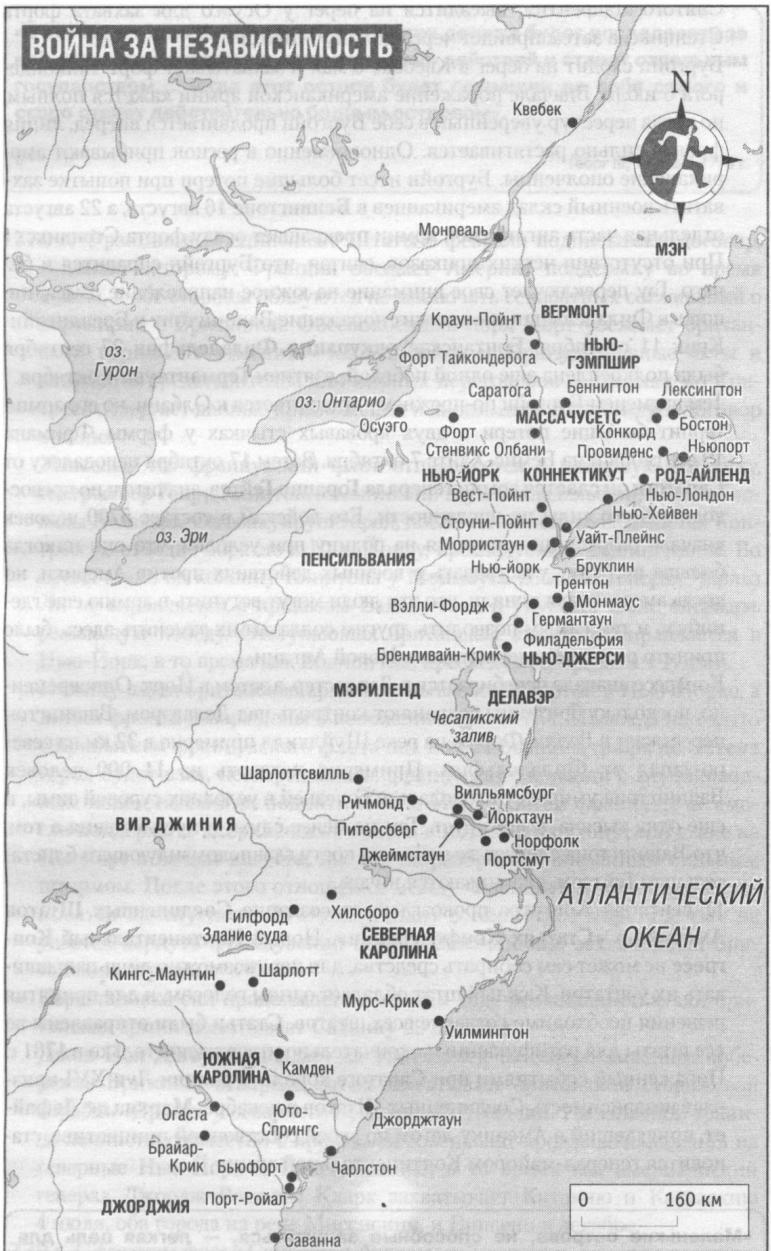 ВОЙНА ЗА НЕЗАВИСИМОСТЬ
N
Квебек
Монреаль
МЭН
Краун-Пойнт
ВЕРМОНТ
Форт Тайкондерога
НЬЮ-
ГЭМПШИР
оз.
Гурон
оз. Онтарио
Саратога
Беннингтон
Лексингтон
Осуэго
Форт
Стенвикс
Олбани
МАССАЧУСЕТС
Конкорд
Бостон
Провиденс
Ньюпорт
НЬЮ-ЙОРК
КОННЕКТИКУТ
РОД-АЙЛЕНД
Вест-Пойнт
Нью-Лондон
Нью-Хейвен
оз. Эри
Стоуни-Пойнт
Уайт-Плейнс
Морристаун
ПЕНСИЛЬВАНИЯ
Нью-йорк
Бруклин
Трентон
Монмаус
Вэлли-Фордж
Германтаун
Филадельфия
Брендивайн-Крик
НЬЮ-ДЖЕРСИ
МЭРИЛЕНД
ДЕЛАВЭР
Чесапикский
залив
Шарлоттсвилль
Ричмонд
Вилльямсбург
ВИРДЖИНИЯ
Питерсберг
Йорктаун
Джеймстаун
Норфолк
Портсмут
АТЛАНТИЧЕСКИЙ
ОКЕАН
Гилфорд
Здание суда
Хилсборо
СЕВЕРНАЯ
КАРОЛИНА
Кингс-Маунтин
Шарлотт
Мурс-Крик
Уилмингтон
ЮЖНАЯ
КАРОЛИНА
Камден
Огаста
Юто-
Спрингс
Джорджтаун
Брайар-
Крик
Бьюфорт
Чарлстон
Порт-Ройал
ДЖОРДЖИЯ
Саванна
0 160 км